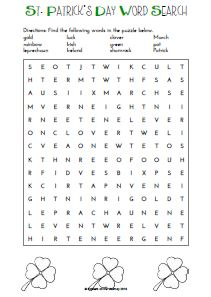 St. Patrick's Day Word Search
Directions: Find the following words in the puzzle below.
gold luck clover March
rainbow Irish green pot
leprechaun Ireland shamrock Patrick
S E O T J T W I K C U L T
H T E R M T W T H F S A S
A U S S M A R C H A E S E
M V E R N E I G H T N I I
R N E E T E N E L E V E R
O N C L O V E R T W E L I
C V E A O N E W T E T O S
K T H N R E E O F O O U H
R F I D V E S B I X P S E
K C I R T A P N V E N E I
G H T N I N R I G O L D T
L E P R A C H A U N E N E
L E V E N T W R E L V E T
H I R T E N E E R G E N F